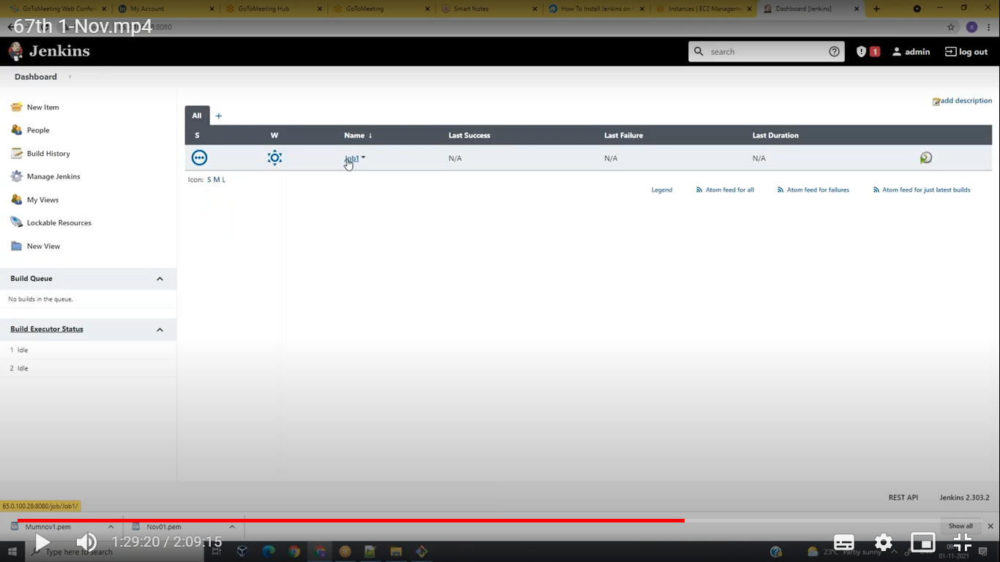 GoToMeeting Web Confer
My Account
GoToMeeting Hub
GoToMeeting
Smart Notes
How To Install Jenkins on
Instances | EC2 Managem
Dashboard [Jenkins]
67th 1-Nov.mp4
:8080
Jenkins
search
1
admin
log out
Dashboard
add description
New Item
People
Build History
Manage Jenkins
My Views
Lockable Resources
New View
All +
S W Name ↓ Last Success Last Failure Last Duration
Job1 N/A N/A N/A
Icon: S M L
Legend Atom feed for all Atom feed for failures Atom feed for just latest builds
Build Queue
No builds in the queue.
Build Executor Status
1 Idle
2 Idle
REST API Jenkins 2.303.2
65.0.100.28:8080/job/Job1/
Mumnov1.pem
Nov01.pem
Show all
1:29:20 / 2:09:15
Type here to search
23° Partly sunny
01-11-2021